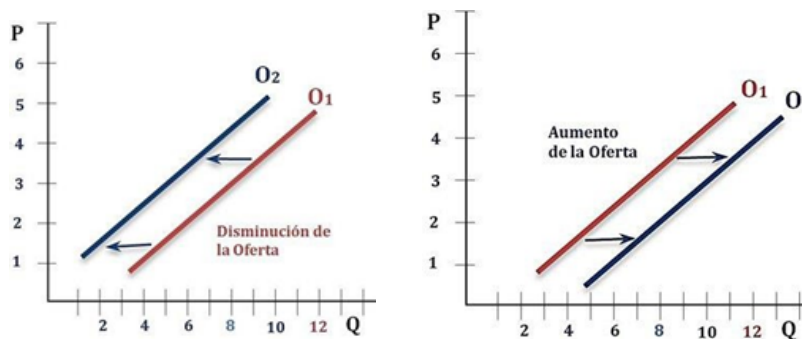 P
6
5
4
3
2
1
O2
O1
Disminución de
la Oferta
2 4 6 8 10 12 Q
P
6
5
4
3
2
1
O1
O
Aumento
de la Oferta
2 4 6 8 10 12 Q